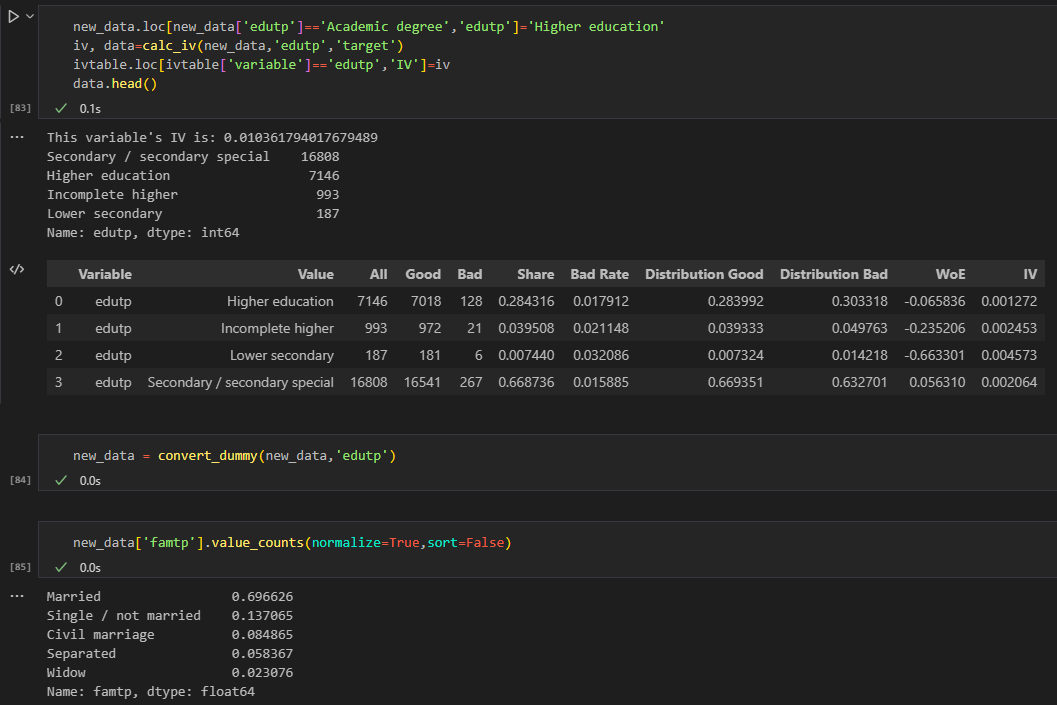 new_data.loc[new_data['edutp']=='Academic degree','edutp']='Higher education'
iv, data=calc_iv(new_data,'edutp','target')
ivtable.loc[ivtable['variable']=='edutp','IV']=iv
data.head()
[83] ✓ 0.1s
... This variable's IV is: 0.010361794017679489
Secondary / secondary special    16808
Higher education                  7146
Incomplete higher                  993
Lower secondary                    187
Name: edutp, dtype: int64
</> Variable Value All Good Bad Share Bad Rate Distribution Good Distribution Bad WoE IV
0 edutp Higher education 7146 7018 128 0.284316 0.017912 0.283992 0.303318 -0.065836 0.001272
1 edutp Incomplete higher 993 972 21 0.039508 0.021148 0.039333 0.049763 -0.235206 0.002453
2 edutp Lower secondary 187 181 6 0.007440 0.032086 0.007324 0.014218 -0.663301 0.004573
3 edutp Secondary / secondary special 16808 16541 267 0.668736 0.015885 0.669351 0.632701 0.056310 0.002064
new_data = convert_dummy(new_data,'edutp')
[84] ✓ 0.0s
new_data['famtp'].value_counts(normalize=True,sort=False)
[85] ✓ 0.0s
... Married                 0.696626
Single / not married    0.137065
Civil marriage          0.084865
Separated               0.058367
Widow                   0.023076
Name: famtp, dtype: float64